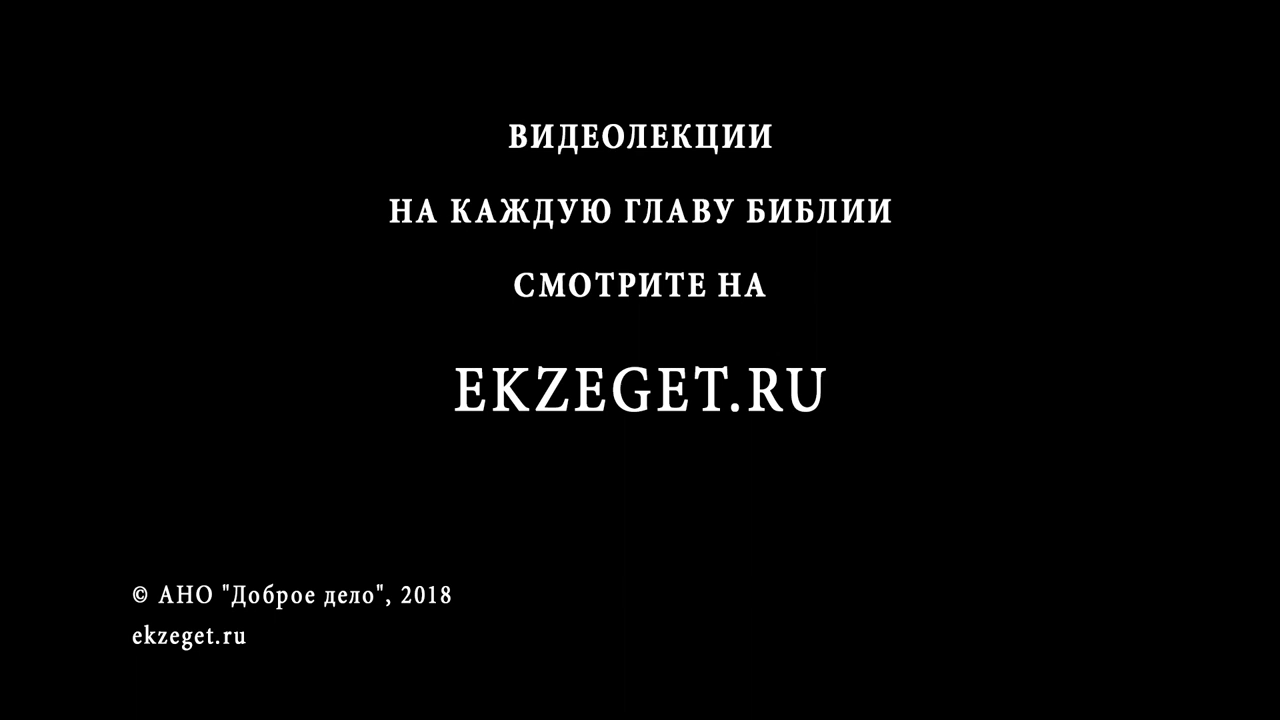 ВИДЕОЛЕКЦИИ
НА КАЖДУЮ ГЛАВУ БИБЛИИ
СМОТРИТЕ НА
EKZEGET.RU
© АНО "Доброе дело", 2018
ekzeget.ru